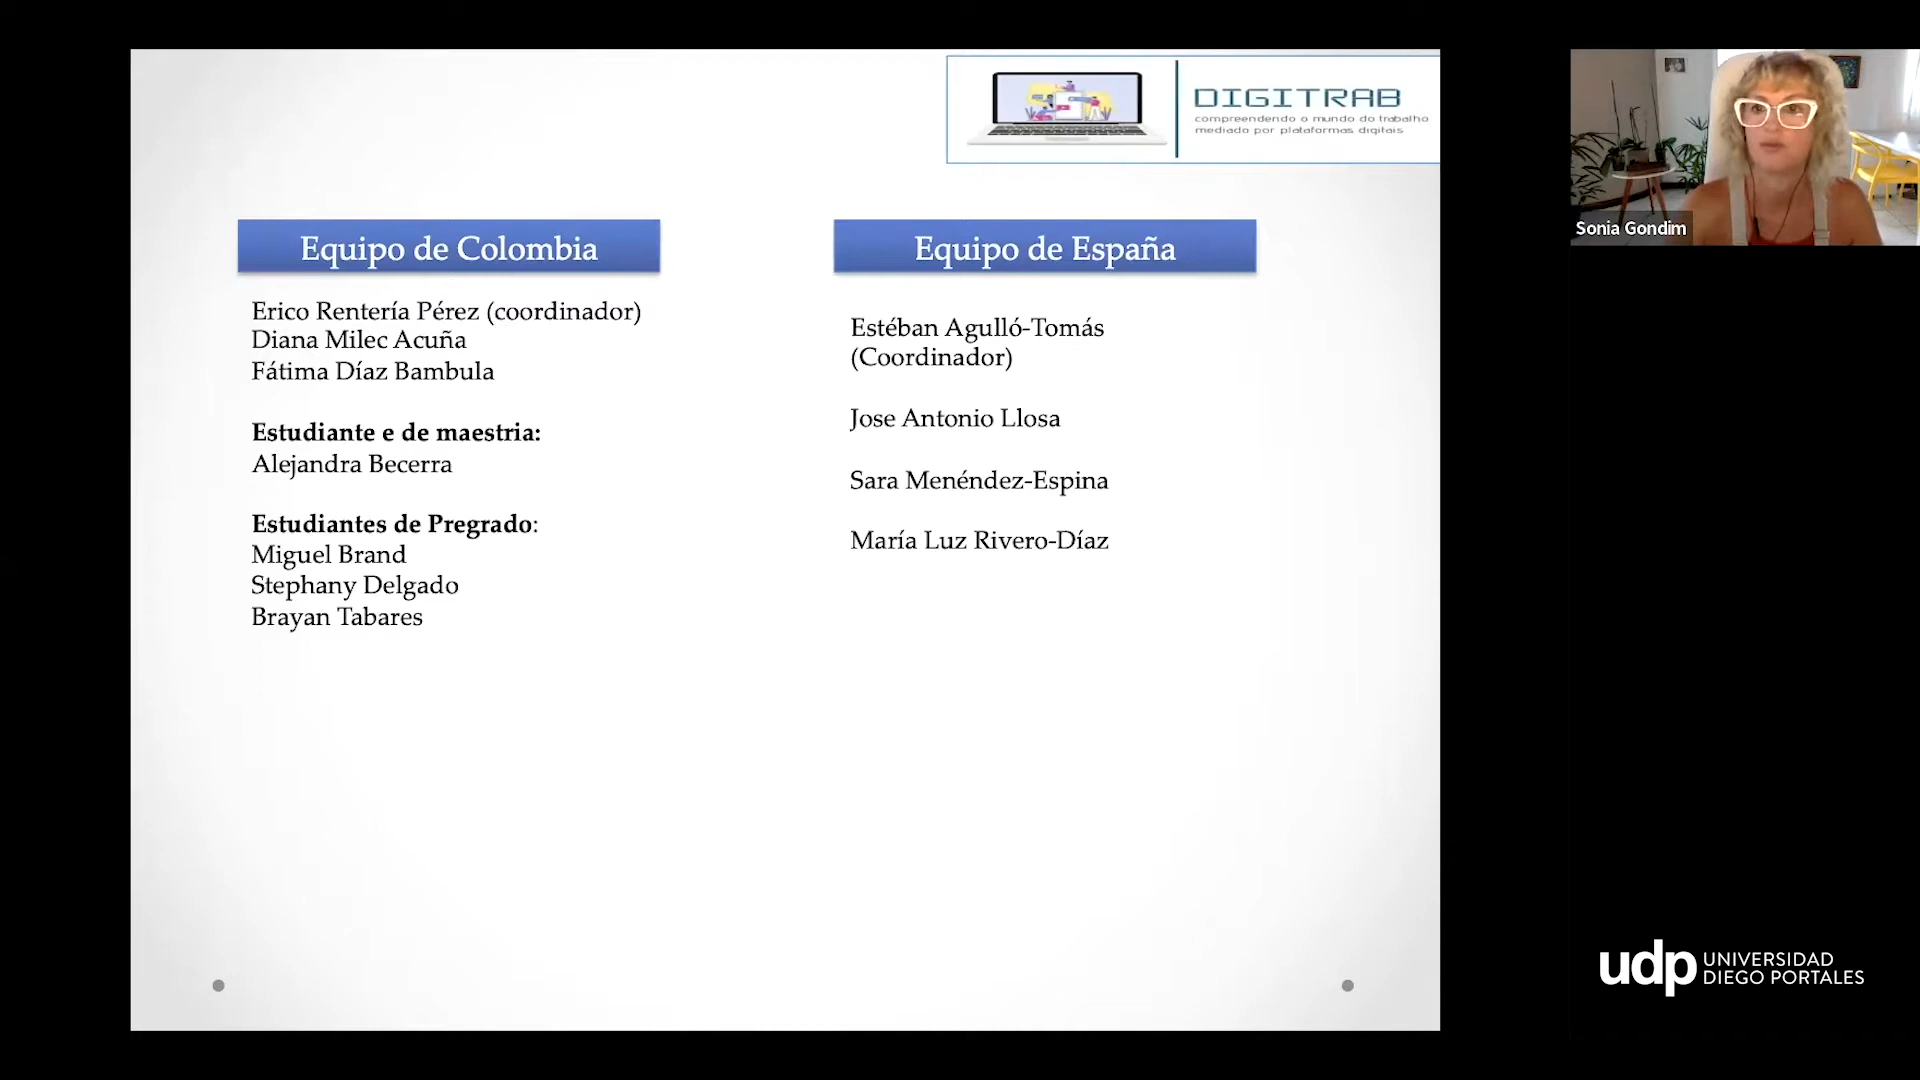 DIGITRAB
compreendendo o mundo do trabalho
mediado por plataformas digitais
Equipo de Colombia
Erico Rentería Pérez (coordinador)
Diana Milec Acuña
Fátima Díaz Bambula
Estudiante e de maestria:
Alejandra Becerra
Estudiantes de Pregrado:
Miguel Brand
Stephany Delgado
Brayan Tabares
Equipo de España
Estéban Agulló-Tomás
(Coordinador)
Jose Antonio Llosa
Sara Menéndez-Espina
María Luz Rivero-Díaz
Sonia Gondim
udp UNIVERSIDAD
DIEGO PORTALES